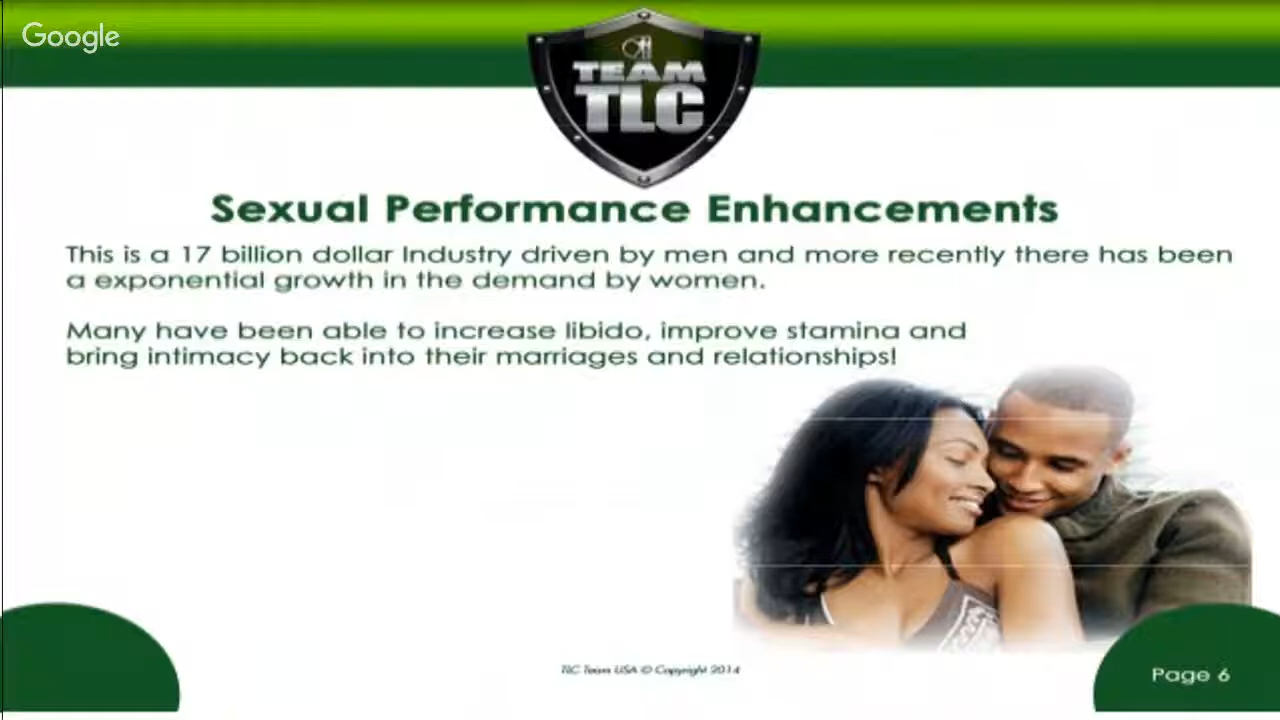 Google
TEAM
TLC
Sexual Performance Enhancements
This is a 17 billion dollar Industry driven by men and more recently there has been
a exponential growth in the demand by women.
Many have been able to increase libido, improve stamina and
bring intimacy back into their marriages and relationships!
TLC Team USA © Copyright 2014
Page 6